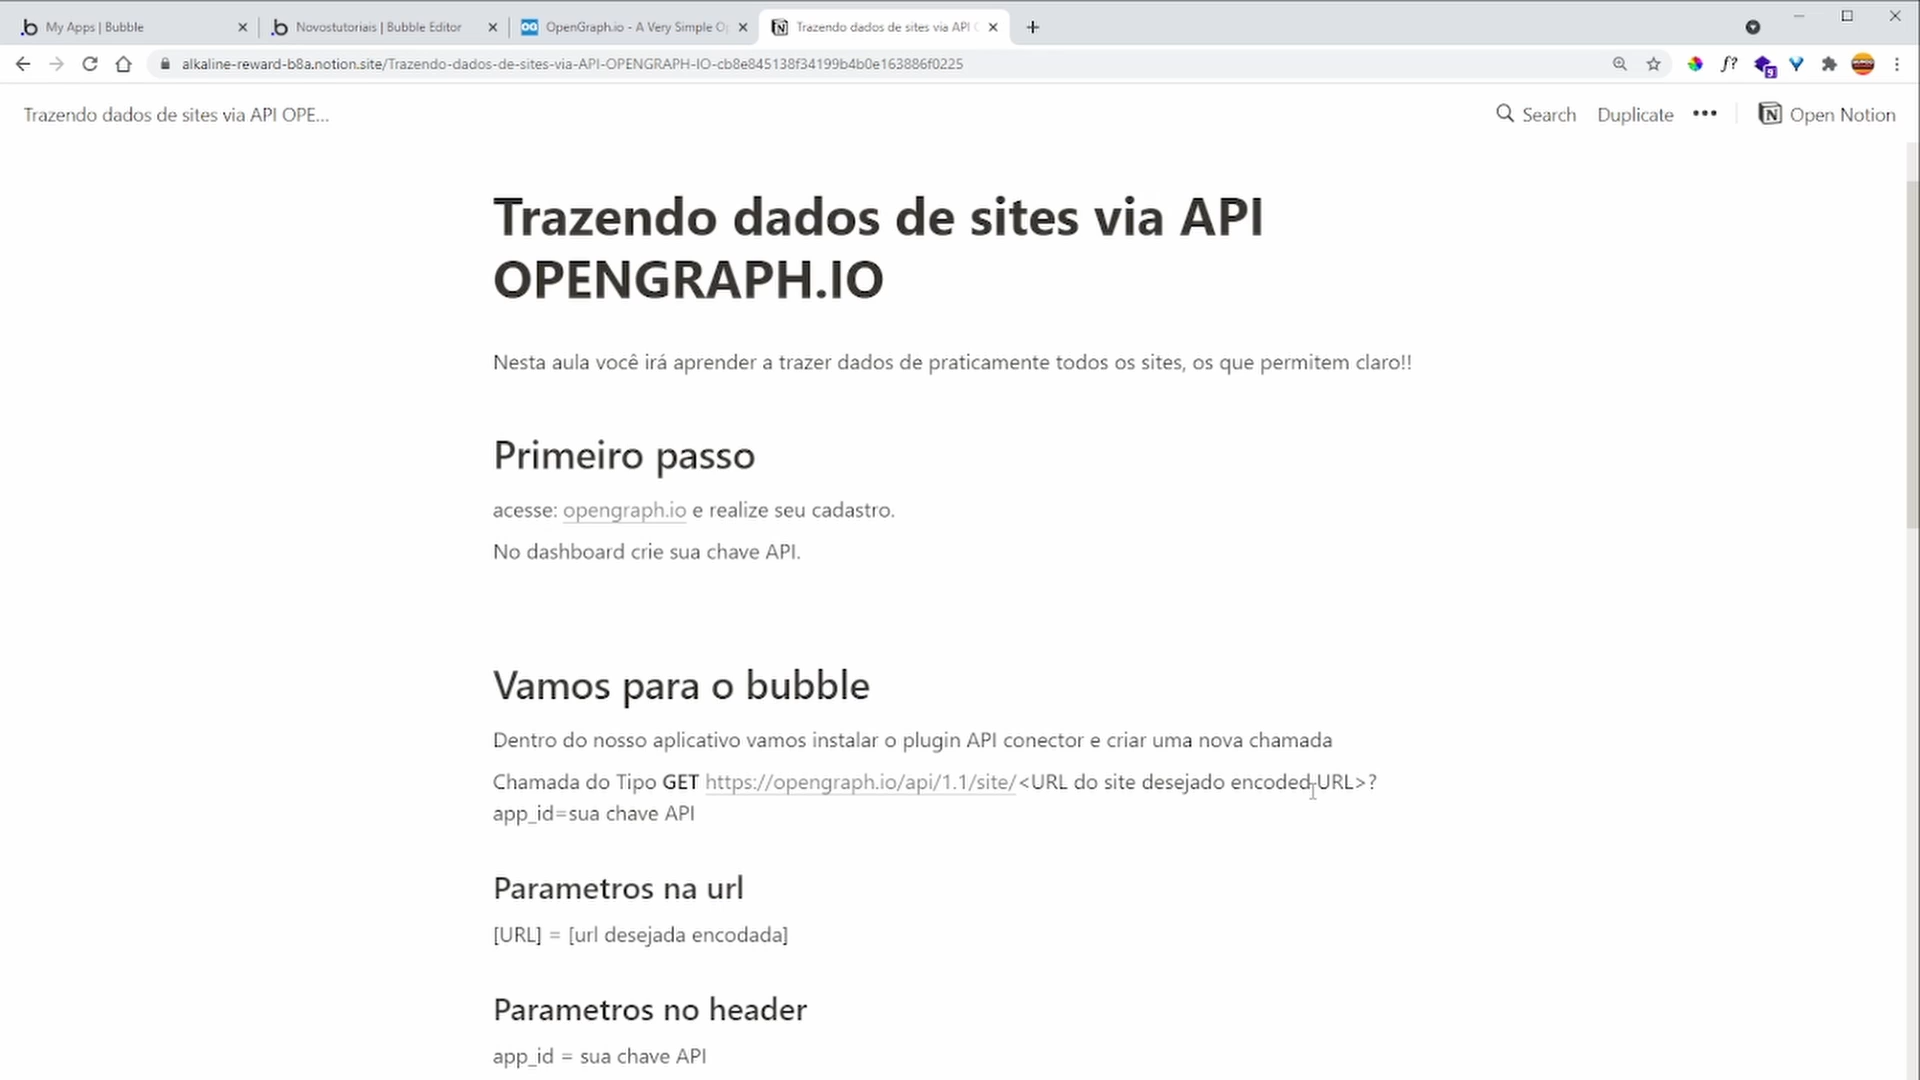 My Apps | Bubble
Novostutoriais | Bubble Editor
OpenGraph.io - A Very Simple O
Trazendo dados de sites via API
alkaline-reward-b8a.notion.site/Trazendo-dados-de-sites-via-API-OPENGRAPH-IO-cb8e845138f34199b4b0e163886f0225
f?
9
Trazendo dados de sites via API OPE...
Search
Duplicate
Open Notion
Trazendo dados de sites via API
OPENGRAPH.IO
Nesta aula você irá aprender a trazer dados de praticamente todos os sites, os que permitem claro!!
Primeiro passo
acesse: opengraph.io e realize seu cadastro.
No dashboard crie sua chave API.
Vamos para o bubble
Dentro do nosso aplicativo vamos instalar o plugin API conector e criar uma nova chamada
Chamada do Tipo GET https://opengraph.io/api/1.1/site/<URL do site desejado encoded URL>?
app_id=sua chave API
Parametros na url
[URL] = [url desejada encodada]
Parametros no header
app_id = sua chave API